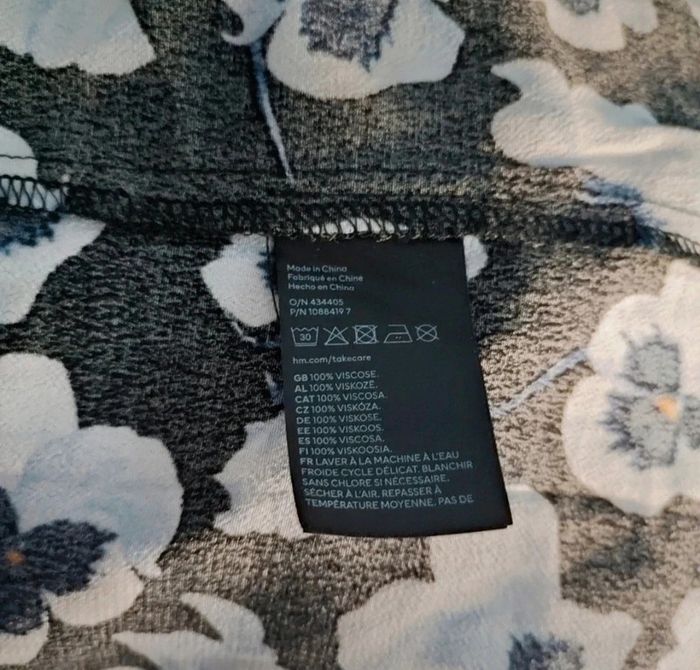 Made in China
Fabriqué en Chine
Hecho en China
O/N 434405
P/N 1088419 7
30
hm.com/takecare
GB 100% VISCOSE.
AL 100% VISKOZË.
CAT 100% VISCOSA.
CZ 100% VISKÓZA.
DE 100% VISKOSE.
EE 100% VISKOOS.
ES 100% VISCOSA.
FI 100% VISKOOSIA.
FR LAVER À LA MACHINE À L'EAU
FROIDE CYCLE DÉLICAT. BLANCHIR
SANS CHLORE SI NÉCESSAIRE.
SÉCHER À L'AIR. REPASSER À
TEMPÉRATURE MOYENNE. PAS DE